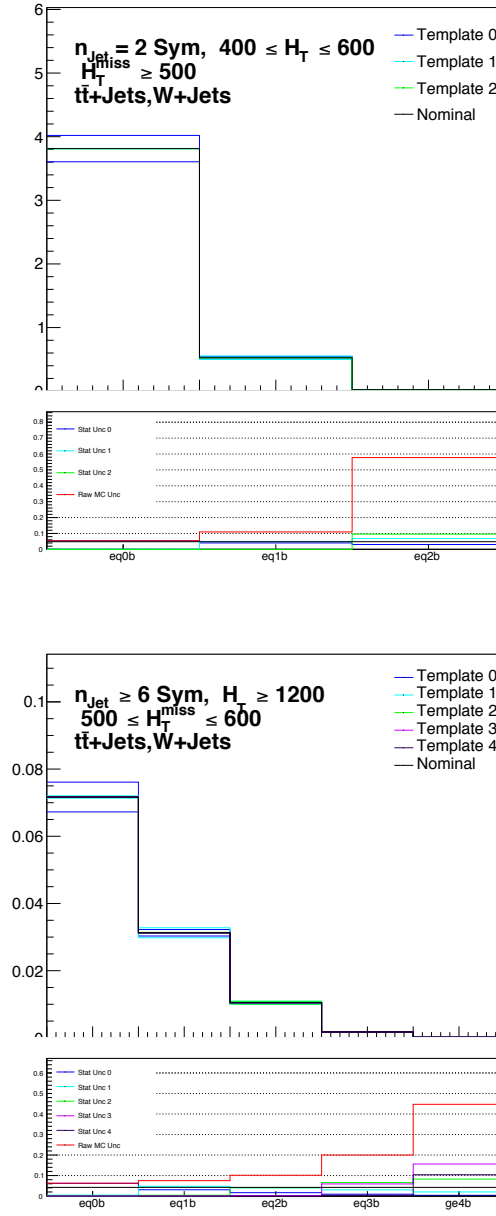 6
n_Jet = 2 Sym, 400 ≤ H_T ≤ 600
H_T^miss ≥ 500
tt̄+Jets,W+Jets
Template 0
Template 1
Template 2
Nominal
5
4
3
2
1
0
0.8
0.7
0.6
0.5
0.4
0.3
0.2
0.1
0
Stat Unc 0
Stat Unc 1
Stat Unc 2
Raw MC Unc
eq0b eq1b eq2b
n_Jet ≥ 6 Sym, H_T ≥ 1200
500 ≤ H_T^miss ≤ 600
tt̄+Jets,W+Jets
Template 0
Template 1
Template 2
Template 3
Template 4
Nominal
0.1
0.08
0.06
0.04
0.02
0
0.6
0.5
0.4
0.3
0.2
0.1
0
Stat Unc 0
Stat Unc 1
Stat Unc 2
Stat Unc 3
Stat Unc 4
Raw MC Unc
eq0b eq1b eq2b eq3b ge4b